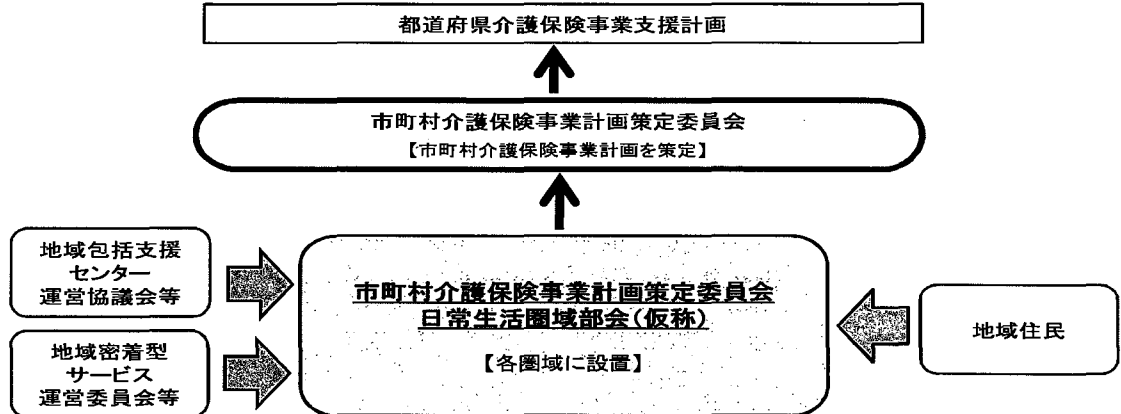 都道府県介護保険事業支援計画
市町村介護保険事業計画策定委員会
【市町村介護保険事業計画を策定】
地域包括支援
センター
運営協議会等
市町村介護保険事業計画策定委員会
日常生活圏域部会(仮称)
【各圏域に設置】
地域住民
地域密着型
サービス
運営委員会等